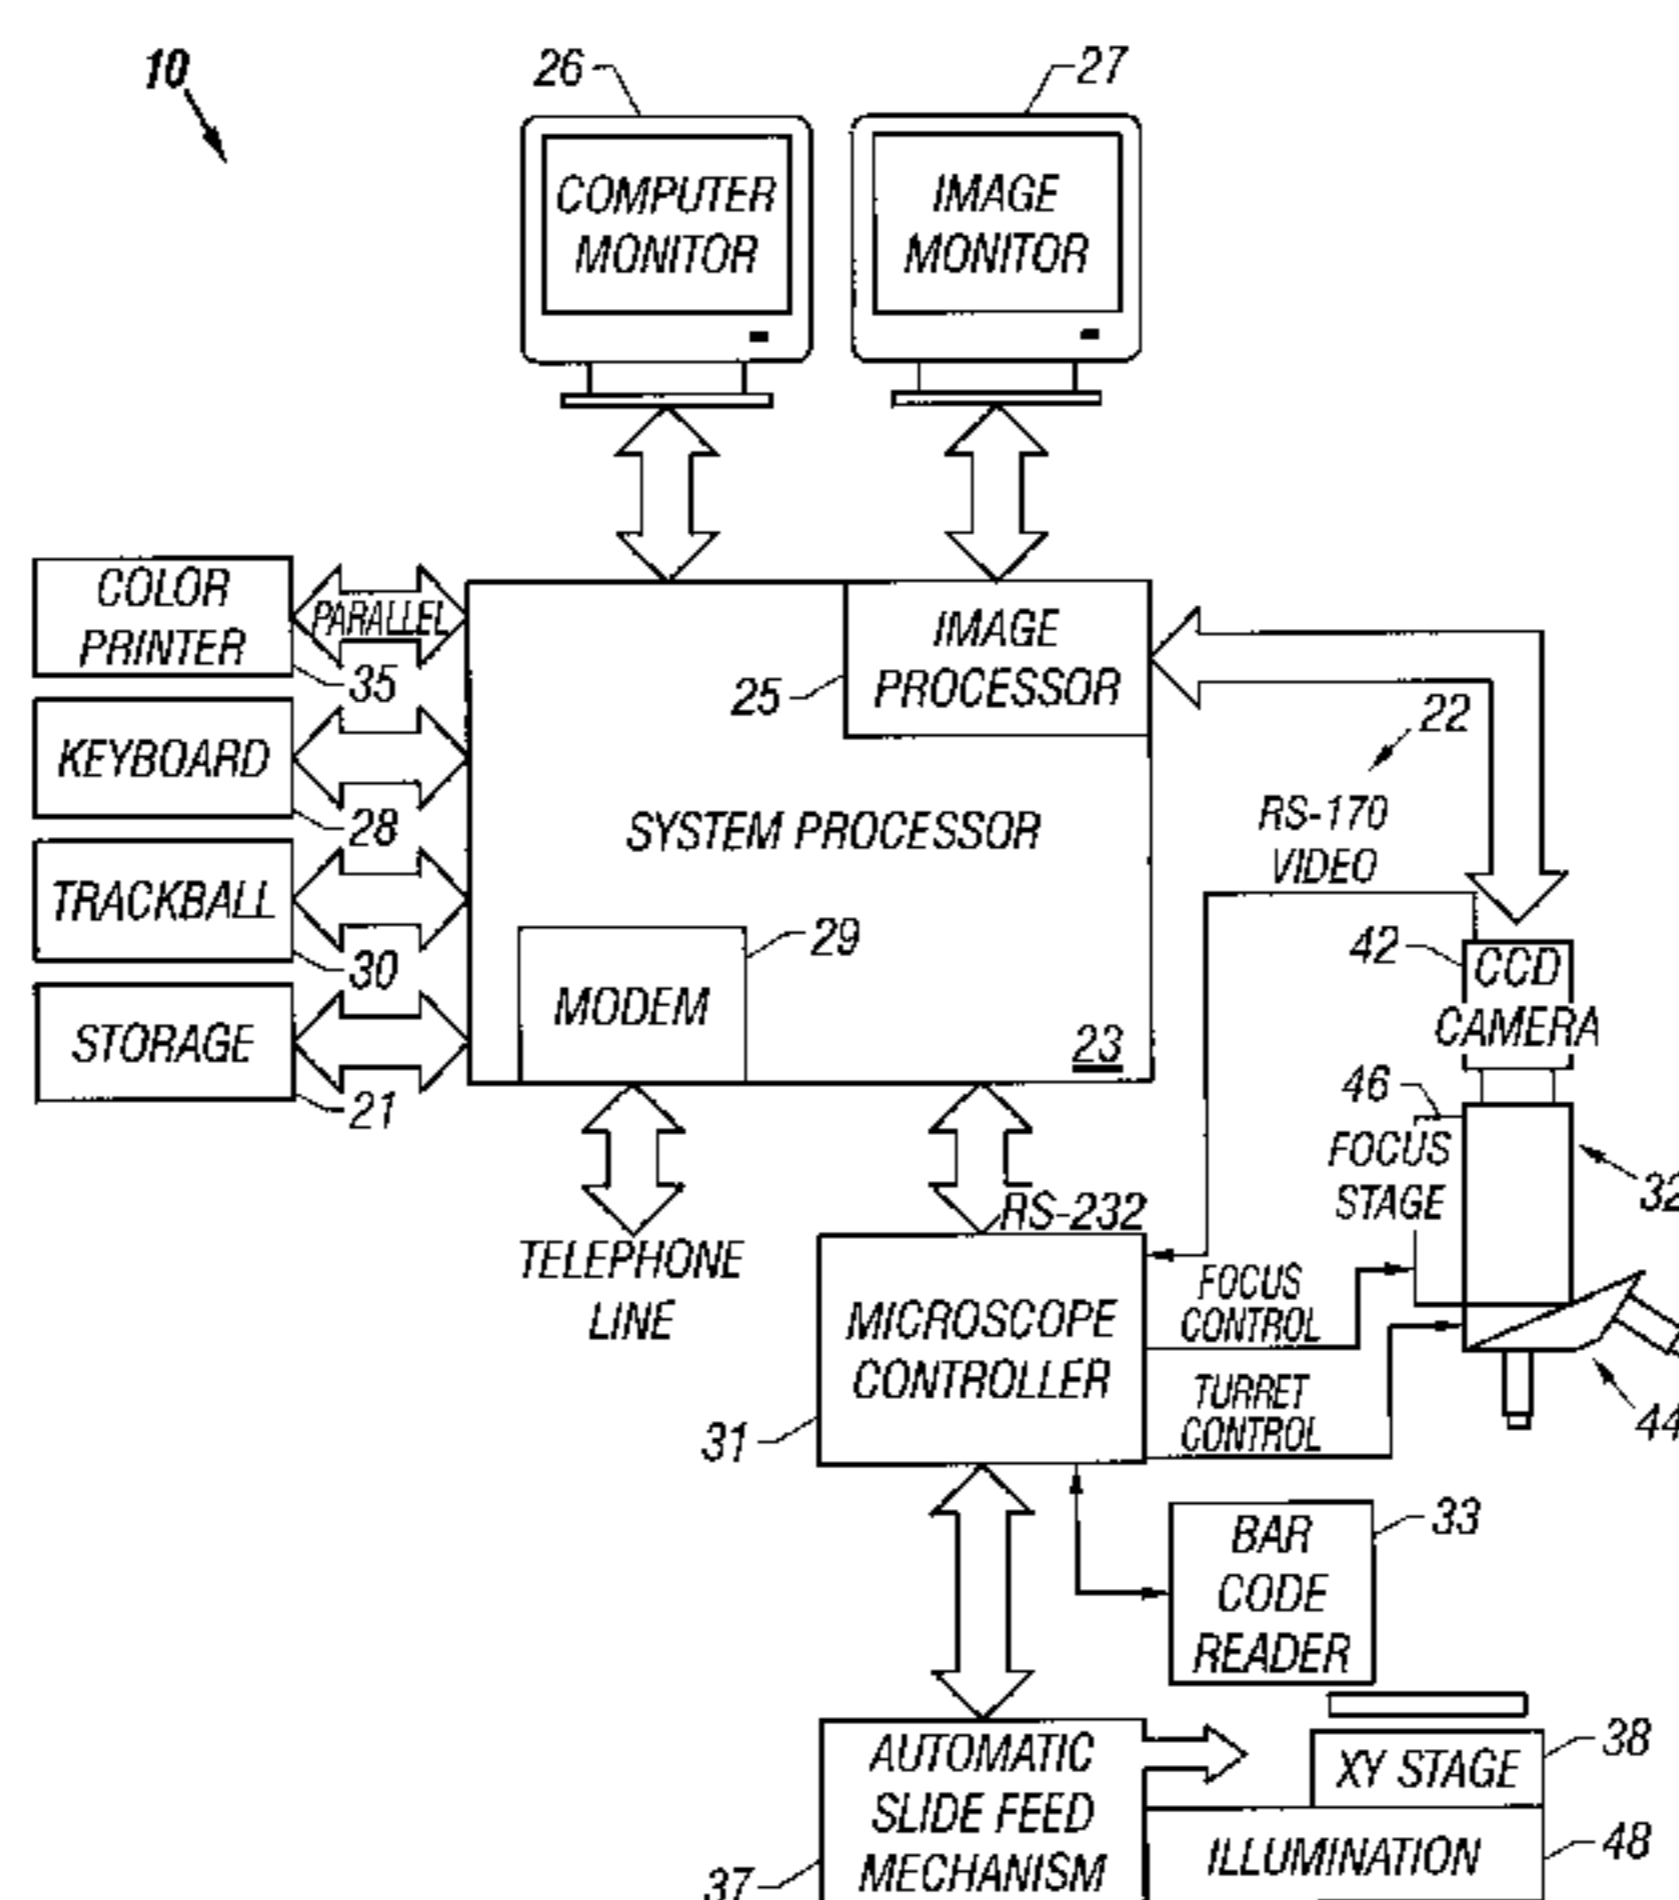 10
26
27
COMPUTER
MONITOR
IMAGE
MONITOR
COLOR
PRINTER
PARALLEL
35
KEYBOARD
28
TRACKBALL
30
STORAGE
21
IMAGE
PROCESSOR
25
SYSTEM PROCESSOR
MODEM
29
23
22
RS-170
VIDEO
42
CCD
CAMERA
46
FOCUS
STAGE
32
TELEPHONE
LINE
RS-232
MICROSCOPE
CONTROLLER
31
FOCUS
CONTROL
TURRET
CONTROL
44
BAR
CODE
READER
33
AUTOMATIC
SLIDE FEED
MECHANISM
37
XY STAGE
38
ILLUMINATION
48